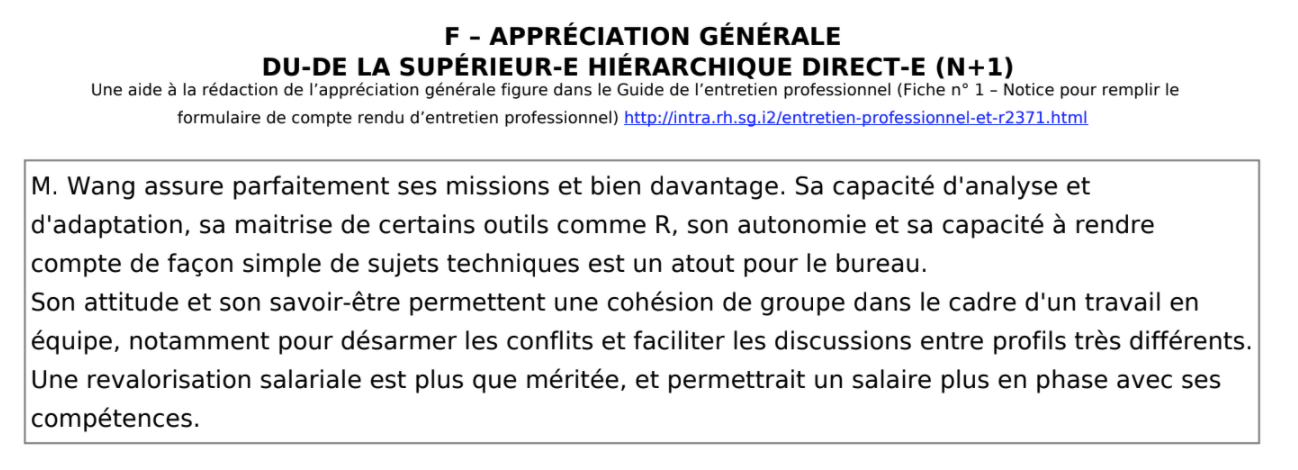 F – APPRÉCIATION GÉNÉRALE
DU-DE LA SUPÉRIEUR-E HIÉRARCHIQUE DIRECT-E (N+1)
Une aide à la rédaction de l’appréciation générale figure dans le Guide de l’entretien professionnel (Fiche n° 1 – Notice pour remplir le
formulaire de compte rendu d’entretien professionnel) http://intra.rh.sg.i2/entretien-professionnel-et-r2371.html
M. Wang assure parfaitement ses missions et bien davantage. Sa capacité d'analyse et
d'adaptation, sa maitrise de certains outils comme R, son autonomie et sa capacité à rendre
compte de façon simple de sujets techniques est un atout pour le bureau.
Son attitude et son savoir-être permettent une cohésion de groupe dans le cadre d'un travail en
équipe, notamment pour désarmer les conflits et faciliter les discussions entre profils très différents.
Une revalorisation salariale est plus que méritée, et permettrait un salaire plus en phase avec ses
compétences.